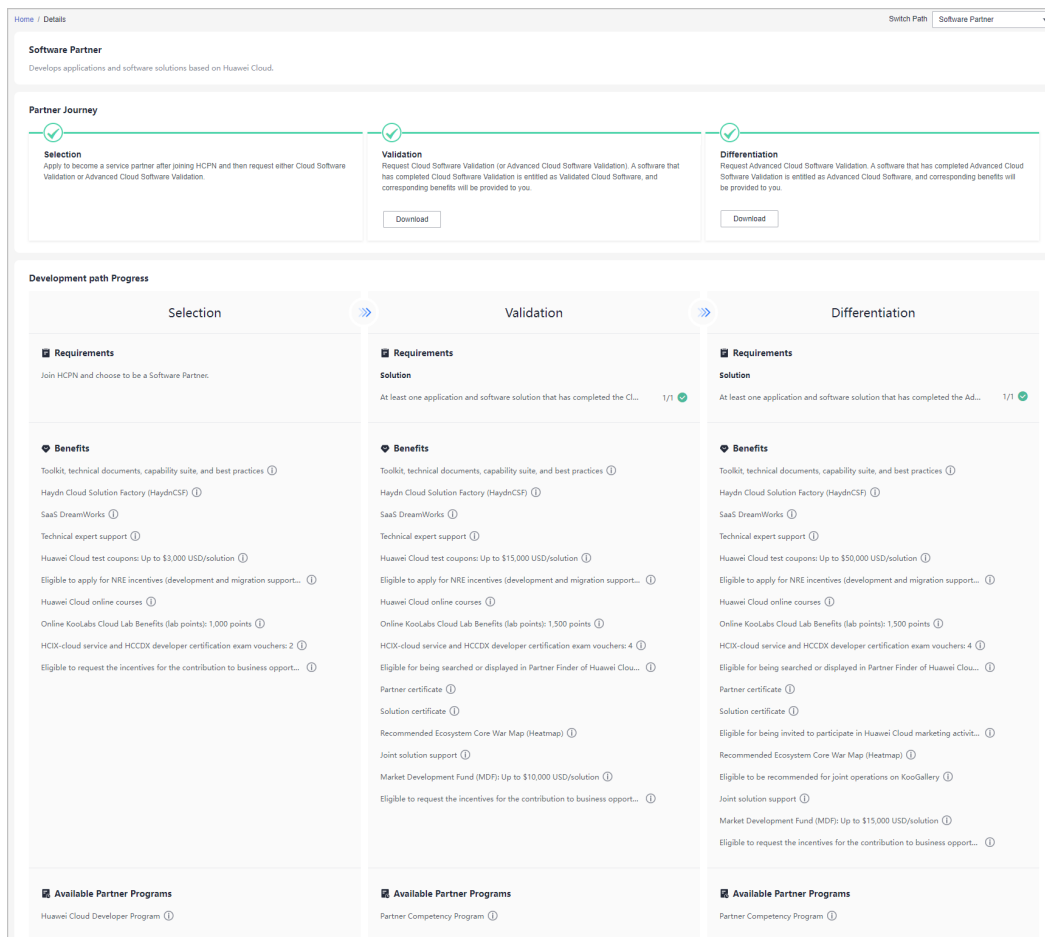 Home / Details
Switch Path Software Partner
Software Partner
Develops applications and software solutions based on Huawei Cloud.
Partner Journey
Selection
Apply to become a service partner after joining HCPN and then request either Cloud Software
Validation or Advanced Cloud Software Validation.
Validation
Request Cloud Software Validation (or Advanced Cloud Software Validation). A software that
has completed Cloud Software Validation is entitled as Validated Cloud Software, and
corresponding benefits will be provided to you.
Download
Differentiation
Request Advanced Cloud Software Validation. A software that has completed Advanced Cloud
Software Validation is entitled as Advanced Cloud Software, and corresponding benefits will
be provided to you.
Download
Development path Progress
Selection
Requirements
Join HCPN and choose to be a Software Partner.
Benefits
Toolkit, technical documents, capability suite, and best practices
Haydn Cloud Solution Factory (HaydnCSF)
SaaS DreamWorks
Technical expert support
Huawei Cloud test coupons: Up to $3,000 USD/solution
Eligible to apply for NRE incentives (development and migration support...
Huawei Cloud online courses
Online KooLabs Cloud Lab Benefits (lab points): 1,000 points
HCIX-cloud service and HCCDX developer certification exam vouchers: 2
Eligible to request the incentives for the contribution to business opport...
Available Partner Programs
Huawei Cloud Developer Program
Validation
Requirements
Solution
At least one application and software solution that has completed the Cl... 1/1
Benefits
Toolkit, technical documents, capability suite, and best practices
Haydn Cloud Solution Factory (HaydnCSF)
SaaS DreamWorks
Technical expert support
Huawei Cloud test coupons: Up to $15,000 USD/solution
Eligible to apply for NRE incentives (development and migration support...
Huawei Cloud online courses
Online KooLabs Cloud Lab Benefits (lab points): 1,500 points
HCIX-cloud service and HCCDX developer certification exam vouchers: 4
Eligible for being searched or displayed in Partner Finder of Huawei Clou...
Partner certificate
Solution certificate
Recommended Ecosystem Core War Map (Heatmap)
Joint solution support
Market Development Fund (MDF): Up to $10,000 USD/solution
Eligible to request the incentives for the contribution to business opport...
Available Partner Programs
Partner Competency Program
Differentiation
Requirements
Solution
At least one application and software solution that has completed the Ad... 1/1
Benefits
Toolkit, technical documents, capability suite, and best practices
Haydn Cloud Solution Factory (HaydnCSF)
SaaS DreamWorks
Technical expert support
Huawei Cloud test coupons: Up to $50,000 USD/solution
Eligible to apply for NRE incentives (development and migration support...
Huawei Cloud online courses
Online KooLabs Cloud Lab Benefits (lab points): 1,500 points
HCIX-cloud service and HCCDX developer certification exam vouchers: 4
Eligible for being searched or displayed in Partner Finder of Huawei Clou...
Partner certificate
Solution certificate
Eligible for being invited to participate in Huawei Cloud marketing activit...
Recommended Ecosystem Core War Map (Heatmap)
Eligible to be recommended for joint operations on KooGallery
Joint solution support
Market Development Fund (MDF): Up to $15,000 USD/solution
Eligible to request the incentives for the contribution to business opport...
Available Partner Programs
Partner Competency Program